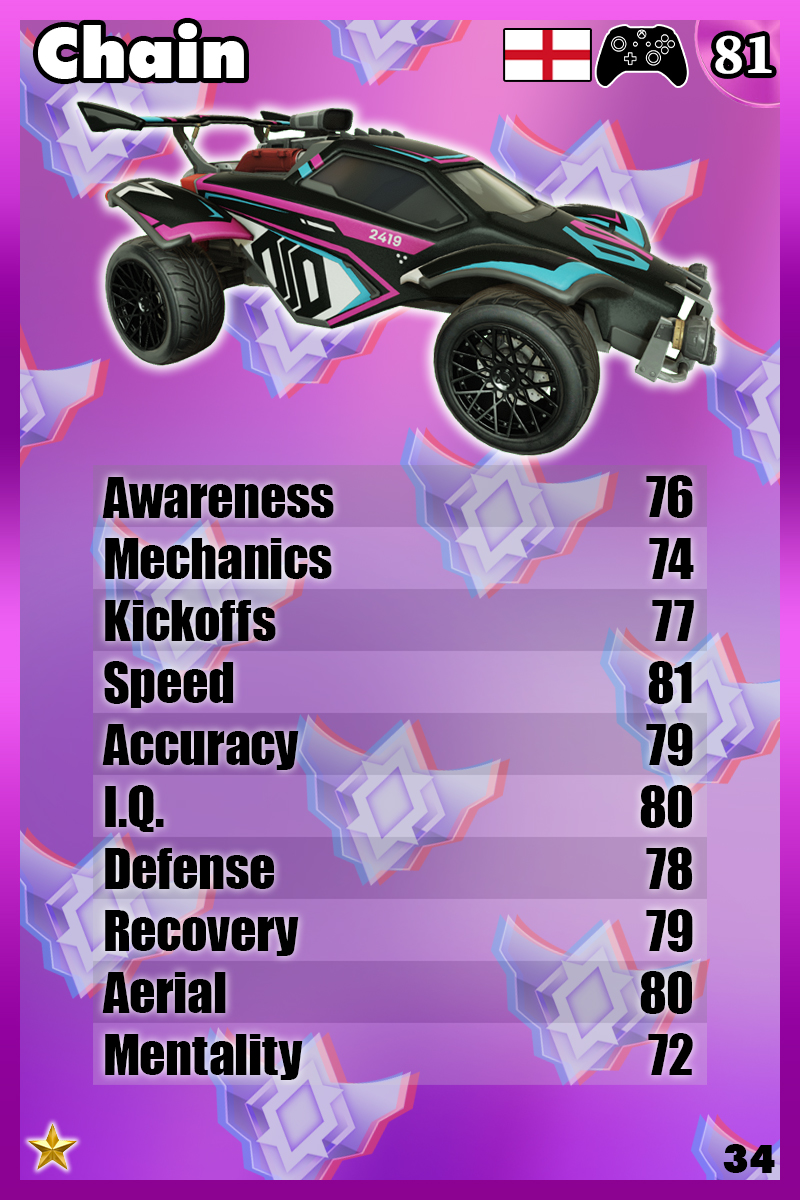 Chain 81
2419
Awareness 76
Mechanics 74
Kickoffs 77
Speed 81
Accuracy 79
I.Q. 80
Defense 78
Recovery 79
Aerial 80
Mentality 72
34